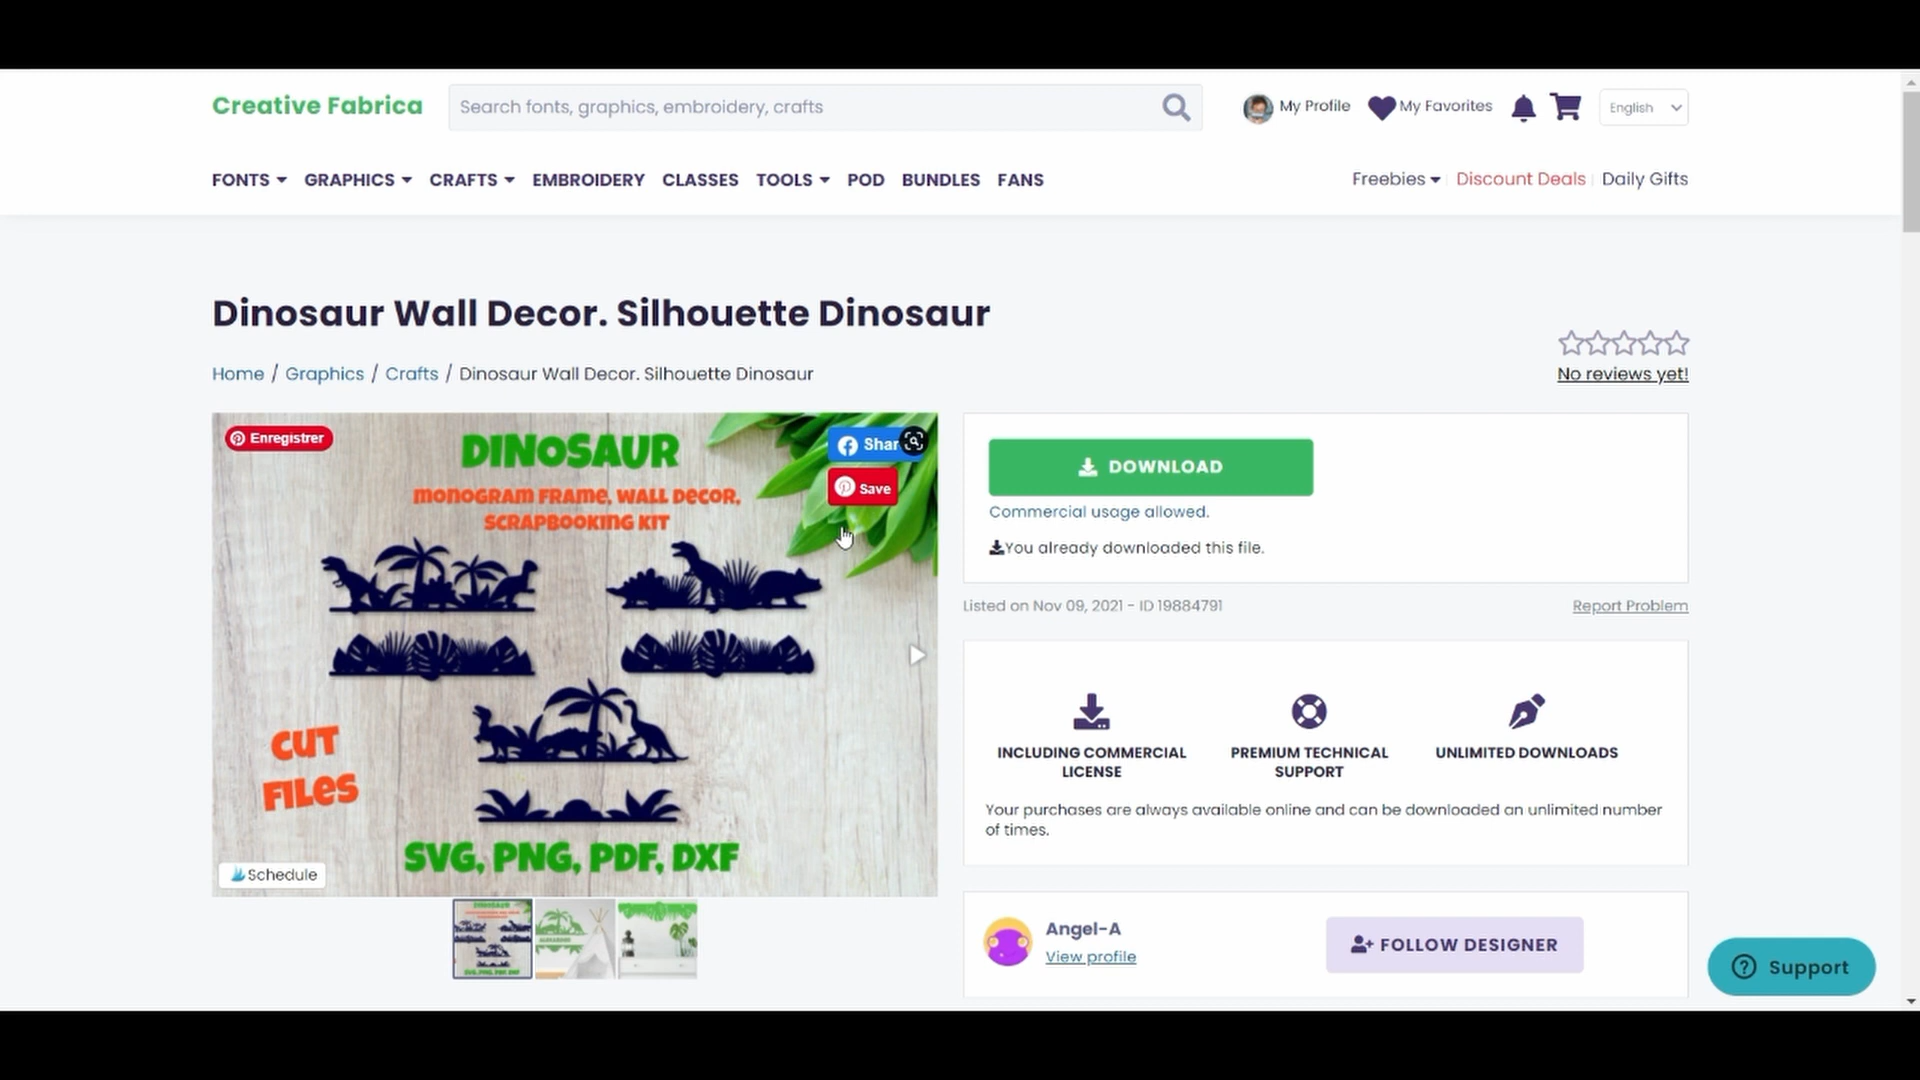 Creative Fabrica
Search fonts, graphics, embroidery, crafts
My Profile
My Favorites
English
FONTS
GRAPHICS
CRAFTS
EMBROIDERY
CLASSES
TOOLS
POD
BUNDLES
FANS
Freebies
Discount Deals
Daily Gifts
Dinosaur Wall Decor. Silhouette Dinosaur
Home / Graphics / Crafts / Dinosaur Wall Decor. Silhouette Dinosaur
No reviews yet!
Enregistrer
DINOSAUR
MONOGRAM FRAME, WALL DECOR,
SCRAPBOOKING KIT
Shar
Save
CUT
FILES
SVG, PNG, PDF, DXF
Schedule
DOWNLOAD
Commercial usage allowed.
You already downloaded this file.
Listed on Nov 09, 2021 - ID 19884791
Report Problem
INCLUDING COMMERCIAL
LICENSE
PREMIUM TECHNICAL
SUPPORT
UNLIMITED DOWNLOADS
Your purchases are always available online and can be downloaded an unlimited number
of times.
Angel-A
View profile
FOLLOW DESIGNER
Support